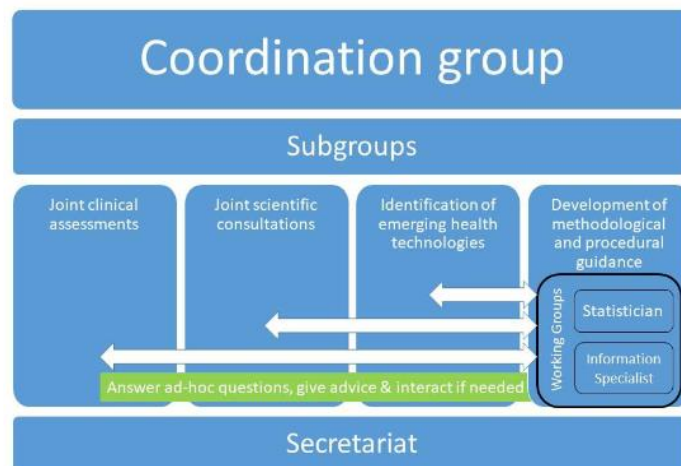 Coordination group
Subgroups
Joint clinical
assessments
Joint scientific
consultations
Identification of
emerging health
technologies
Development of
methodological
and procedural
guidance
Working Groups
Statistician
Information
Specialist
Answer ad-hoc questions, give advice & interact if needed
Secretariat